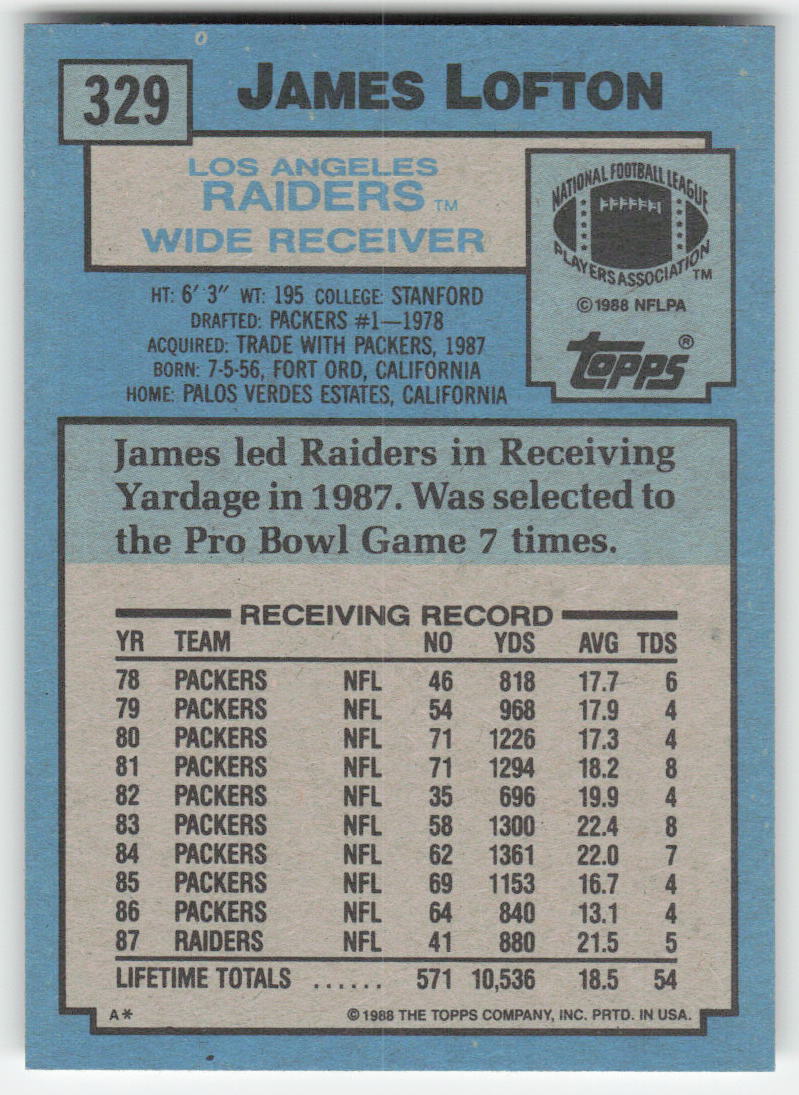 329
JAMES LOFTON
LOS ANGELES
RAIDERS TM
WIDE RECEIVER
NATIONAL FOOTBALL LEAGUE
PLAYERS ASSOCIATION TM
©1988 NFLPA
TOPPS ®
HT: 6' 3" WT: 195 COLLEGE: STANFORD
DRAFTED: PACKERS #1—1978
ACQUIRED: TRADE WITH PACKERS, 1987
BORN: 7-5-56, FORT ORD, CALIFORNIA
HOME: PALOS VERDES ESTATES, CALIFORNIA
James led Raiders in Receiving
Yardage in 1987. Was selected to
the Pro Bowl Game 7 times.
RECEIVING RECORD
YR TEAM NO YDS AVG TDS
78 PACKERS NFL 46 818 17.7 6
79 PACKERS NFL 54 968 17.9 4
80 PACKERS NFL 71 1226 17.3 4
81 PACKERS NFL 71 1294 18.2 8
82 PACKERS NFL 35 696 19.9 4
83 PACKERS NFL 58 1300 22.4 8
84 PACKERS NFL 62 1361 22.0 7
85 PACKERS NFL 69 1153 16.7 4
86 PACKERS NFL 64 840 13.1 4
87 RAIDERS NFL 41 880 21.5 5
LIFETIME TOTALS ...... 571 10,536 18.5 54
A* ©1988 THE TOPPS COMPANY, INC. PRTD. IN USA.